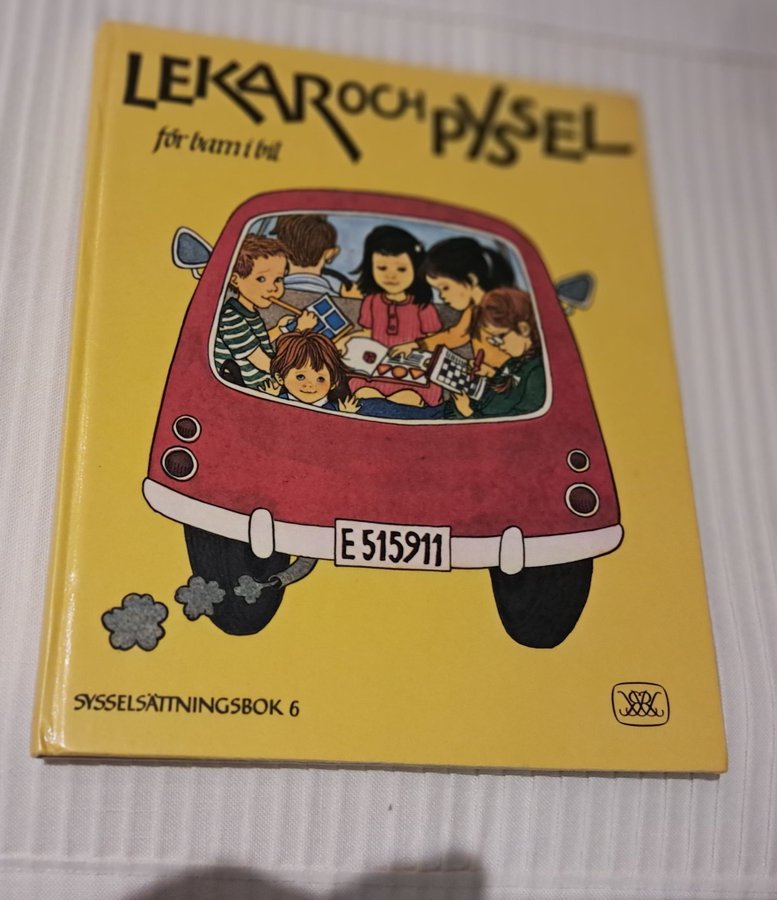 LEKAR OCH PYSSEL
för barn i bil
E 515911
SYSSELSÄTTNINGSBOK 6